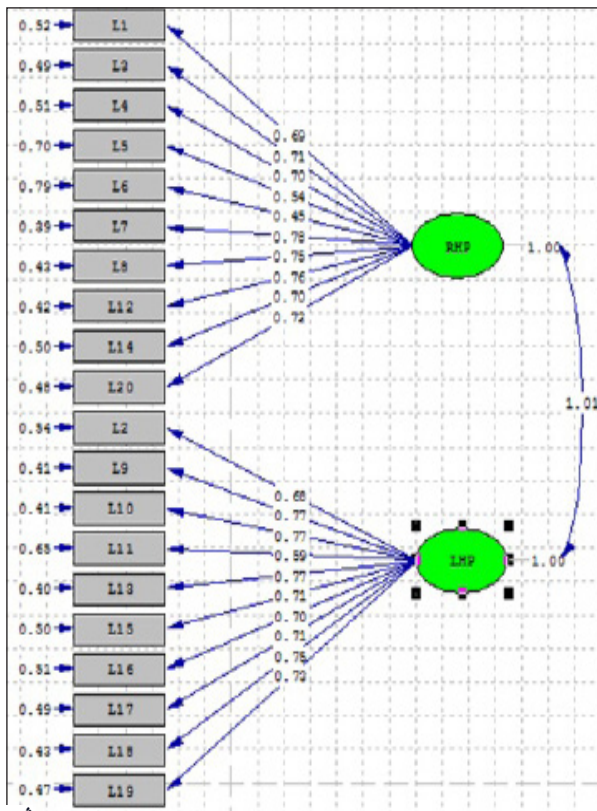 0.52 L1
0.49 L3
0.51 L4
0.70 L5
0.79 L6
0.39 L7
0.43 L8
0.42 L12
0.50 L14
0.48 L20
0.54 L2
0.41 L9
0.41 L10
0.65 L11
0.40 L13
0.50 L15
0.51 L16
0.49 L17
0.43 L18
0.47 L19
0.69
0.71
0.70
0.54
0.45
0.78
0.75
0.76
0.70
0.72
0.68
0.77
0.77
0.59
0.77
0.71
0.70
0.71
0.75
0.73
RHP 1.00
1.01
LHP 1.00